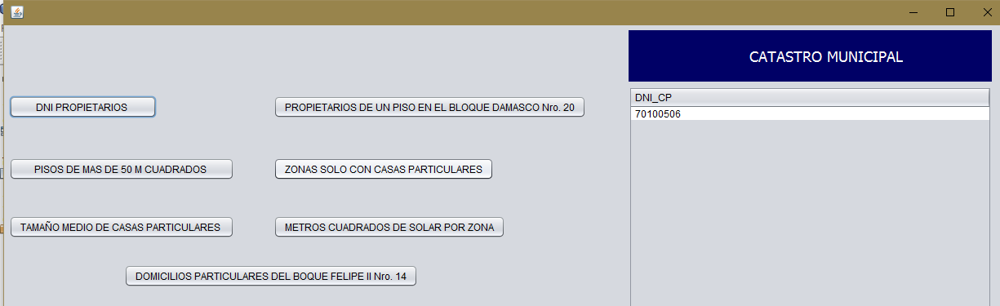 CATASTRO MUNICIPAL
DNI PROPIETARIOS
PROPIETARIOS DE UN PISO EN EL BLOQUE DAMASCO Nro. 20
PISOS DE MAS DE 50 M CUADRADOS
ZONAS SOLO CON CASAS PARTICULARES
TAMAÑO MEDIO DE CASAS PARTICULARES
METROS CUADRADOS DE SOLAR POR ZONA
DOMICILIOS PARTICULARES DEL BOQUE FELIPE II Nro. 14
DNI_CP
70100506